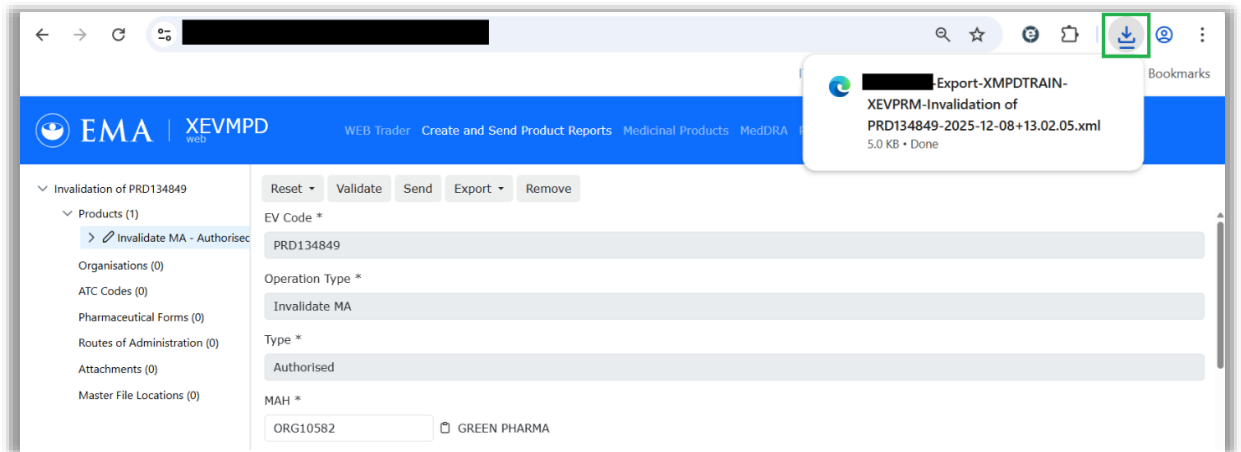 Bookmarks
-Export-XMPDTRAIN-
XEVPRM-Invalidation of
PRD134849-2025-12-08+13.02.05.xml
5.0 KB • Done
EMA | XEVMPD
web
WEB Trader Create and Send Product Reports Medicinal Products MedDRA
Invalidation of PRD134849
Products (1)
Invalidate MA - Authorised
Organisations (0)
ATC Codes (0)
Pharmaceutical Forms (0)
Routes of Administration (0)
Attachments (0)
Master File Locations (0)
Reset Validate Send Export Remove
EV Code *
PRD134849
Operation Type *
Invalidate MA
Type *
Authorised
MAH *
ORG10582 GREEN PHARMA